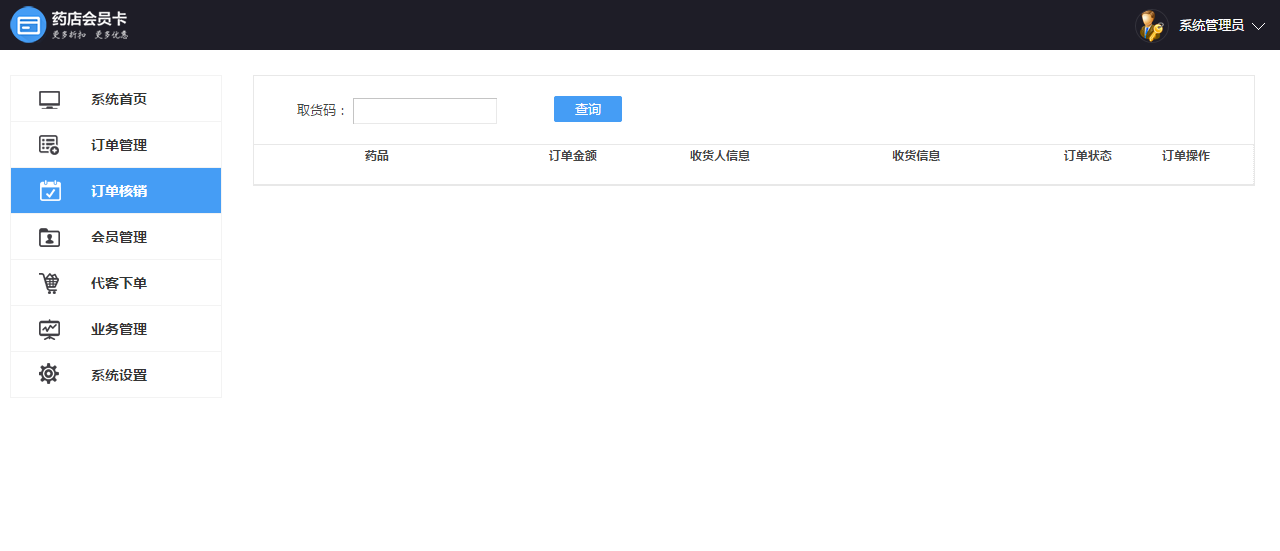 药店会员卡
更多折扣 更多优惠
系统管理员
系统首页
订单管理
订单核销
会员管理
代客下单
业务管理
系统设置
取货码：
查询
药品 订单金额 收货人信息 收货信息 订单状态 订单操作